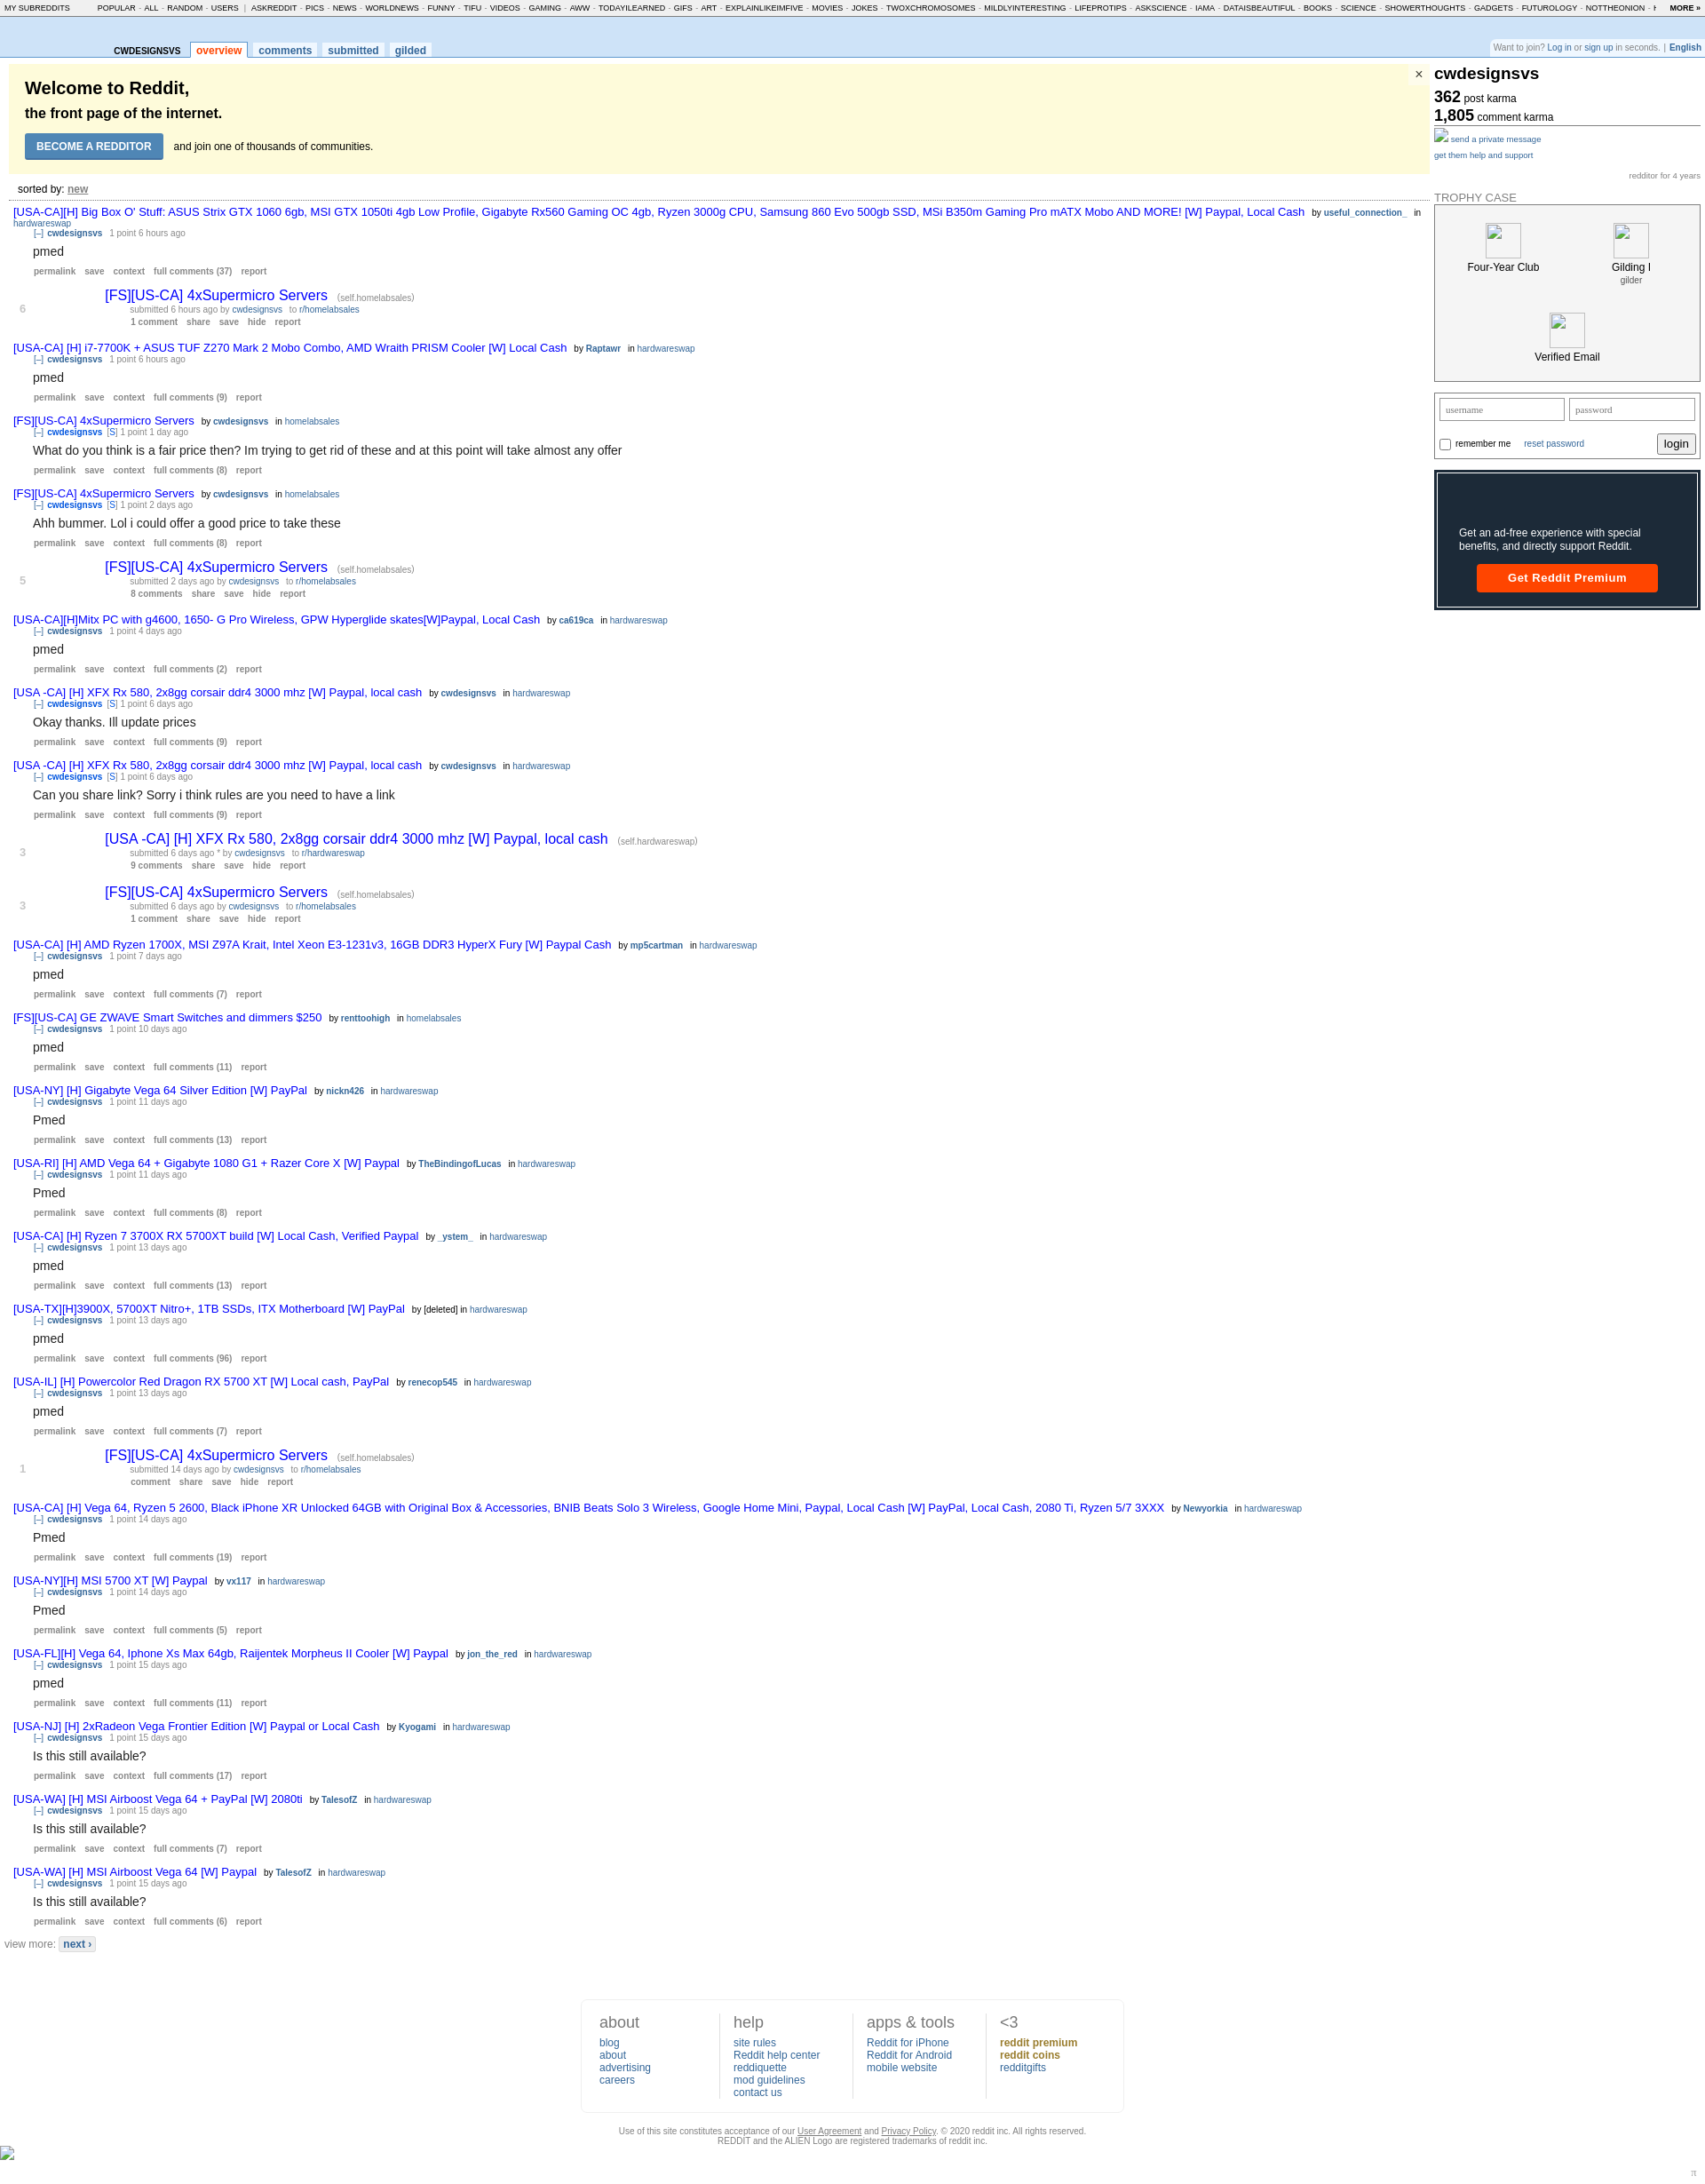 MY SUBREDDITS POPULAR - ALL - RANDOM - USERS | ASKREDDIT - PICS - NEWS - WORLDNEWS - FUNNY - TIFU - VIDEOS - GAMING - AWW - TODAYILEARNED - GIFS - ART - EXPLAINLIKEIMFIVE - MOVIES - JOKES - TWOXCHROMOSOMES - MILDLYINTERESTING - LIFEPROTIPS - ASKSCIENCE - IAMA - DATAISBEAUTIFUL - BOOKS - SCIENCE - SHOWERTHOUGHTS - GADGETS - FUTUROLOGY - NOTTHEONION - MORE »
CWDESIGNSVS overview comments submitted gilded
Want to join? Log in or sign up in seconds. | English
Welcome to Reddit,
the front page of the internet.
BECOME A REDDITOR and join one of thousands of communities.
×
sorted by: new
[USA-CA][H] Big Box O' Stuff: ASUS Strix GTX 1060 6gb, MSI GTX 1050ti 4gb Low Profile, Gigabyte Rx560 Gaming OC 4gb, Ryzen 3000g CPU, Samsung 860 Evo 500gb SSD, MSi B350m Gaming Pro mATX Mobo AND MORE! [W] Paypal, Local Cash by useful_connection_ in
hardwareswap
[–] cwdesignsvs 1 point 6 hours ago
pmed
permalink save context full comments (37) report
[FS][US-CA] 4xSupermicro Servers (self.homelabsales)
6
submitted 6 hours ago by cwdesignsvs to r/homelabsales
1 comment share save hide report
[USA-CA] [H] i7-7700K + ASUS TUF Z270 Mark 2 Mobo Combo, AMD Wraith PRISM Cooler [W] Local Cash by Raptawr in hardwareswap
[–] cwdesignsvs 1 point 6 hours ago
pmed
permalink save context full comments (9) report
[FS][US-CA] 4xSupermicro Servers by cwdesignsvs in homelabsales
[–] cwdesignsvs [S] 1 point 1 day ago
What do you think is a fair price then? Im trying to get rid of these and at this point will take almost any offer
permalink save context full comments (8) report
[FS][US-CA] 4xSupermicro Servers by cwdesignsvs in homelabsales
[–] cwdesignsvs [S] 1 point 2 days ago
Ahh bummer. Lol i could offer a good price to take these
permalink save context full comments (8) report
[FS][US-CA] 4xSupermicro Servers (self.homelabsales)
5
submitted 2 days ago by cwdesignsvs to r/homelabsales
8 comments share save hide report
[USA-CA][H]Mitx PC with g4600, 1650- G Pro Wireless, GPW Hyperglide skates[W]Paypal, Local Cash by ca619ca in hardwareswap
[–] cwdesignsvs 1 point 4 days ago
pmed
permalink save context full comments (2) report
[USA -CA] [H] XFX Rx 580, 2x8gg corsair ddr4 3000 mhz [W] Paypal, local cash by cwdesignsvs in hardwareswap
[–] cwdesignsvs [S] 1 point 6 days ago
Okay thanks. Ill update prices
permalink save context full comments (9) report
[USA -CA] [H] XFX Rx 580, 2x8gg corsair ddr4 3000 mhz [W] Paypal, local cash by cwdesignsvs in hardwareswap
[–] cwdesignsvs [S] 1 point 6 days ago
Can you share link? Sorry i think rules are you need to have a link
permalink save context full comments (9) report
[USA -CA] [H] XFX Rx 580, 2x8gg corsair ddr4 3000 mhz [W] Paypal, local cash (self.hardwareswap)
3
submitted 6 days ago * by cwdesignsvs to r/hardwareswap
9 comments share save hide report
[FS][US-CA] 4xSupermicro Servers (self.homelabsales)
3
submitted 6 days ago by cwdesignsvs to r/homelabsales
1 comment share save hide report
[USA-CA] [H] AMD Ryzen 1700X, MSI Z97A Krait, Intel Xeon E3-1231v3, 16GB DDR3 HyperX Fury [W] Paypal Cash by mp5cartman in hardwareswap
[–] cwdesignsvs 1 point 7 days ago
pmed
permalink save context full comments (7) report
[FS][US-CA] GE ZWAVE Smart Switches and dimmers $250 by renttoohigh in homelabsales
[–] cwdesignsvs 1 point 10 days ago
pmed
permalink save context full comments (11) report
[USA-NY] [H] Gigabyte Vega 64 Silver Edition [W] PayPal by nickn426 in hardwareswap
[–] cwdesignsvs 1 point 11 days ago
Pmed
permalink save context full comments (13) report
[USA-RI] [H] AMD Vega 64 + Gigabyte 1080 G1 + Razer Core X [W] Paypal by TheBindingofLucas in hardwareswap
[–] cwdesignsvs 1 point 11 days ago
Pmed
permalink save context full comments (8) report
[USA-CA] [H] Ryzen 7 3700X RX 5700XT build [W] Local Cash, Verified Paypal by _ystem_ in hardwareswap
[–] cwdesignsvs 1 point 13 days ago
pmed
permalink save context full comments (13) report
[USA-TX][H]3900X, 5700XT Nitro+, 1TB SSDs, ITX Motherboard [W] PayPal by [deleted] in hardwareswap
[–] cwdesignsvs 1 point 13 days ago
pmed
permalink save context full comments (96) report
[USA-IL] [H] Powercolor Red Dragon RX 5700 XT [W] Local cash, PayPal by renecop545 in hardwareswap
[–] cwdesignsvs 1 point 13 days ago
pmed
permalink save context full comments (7) report
[FS][US-CA] 4xSupermicro Servers (self.homelabsales)
1
submitted 14 days ago by cwdesignsvs to r/homelabsales
comment share save hide report
[USA-CA] [H] Vega 64, Ryzen 5 2600, Black iPhone XR Unlocked 64GB with Original Box & Accessories, BNIB Beats Solo 3 Wireless, Google Home Mini, Paypal, Local Cash [W] PayPal, Local Cash, 2080 Ti, Ryzen 5/7 3XXX by Newyorkia in hardwareswap
[–] cwdesignsvs 1 point 14 days ago
Pmed
permalink save context full comments (19) report
[USA-NY][H] MSI 5700 XT [W] Paypal by vx117 in hardwareswap
[–] cwdesignsvs 1 point 14 days ago
Pmed
permalink save context full comments (5) report
[USA-FL][H] Vega 64, Iphone Xs Max 64gb, Raijentek Morpheus II Cooler [W] Paypal by jon_the_red in hardwareswap
[–] cwdesignsvs 1 point 15 days ago
pmed
permalink save context full comments (11) report
[USA-NJ] [H] 2xRadeon Vega Frontier Edition [W] Paypal or Local Cash by Kyogami in hardwareswap
[–] cwdesignsvs 1 point 15 days ago
Is this still available?
permalink save context full comments (17) report
[USA-WA] [H] MSI Airboost Vega 64 + PayPal [W] 2080ti by TalesofZ in hardwareswap
[–] cwdesignsvs 1 point 15 days ago
Is this still available?
permalink save context full comments (7) report
[USA-WA] [H] MSI Airboost Vega 64 [W] Paypal by TalesofZ in hardwareswap
[–] cwdesignsvs 1 point 15 days ago
Is this still available?
permalink save context full comments (6) report
view more: next ›
cwdesignsvs
362 post karma
1,805 comment karma
send a private message
get them help and support
redditor for 4 years
TROPHY CASE
Four-Year Club Gilding I
gilder
Verified Email
username password
remember me reset password login
Get an ad-free experience with special
benefits, and directly support Reddit.
Get Reddit Premium
about help apps & tools <3
blog site rules Reddit for iPhone reddit premium
about Reddit help center Reddit for Android reddit coins
advertising reddiquette mobile website redditgifts
careers mod guidelines
contact us
Use of this site constitutes acceptance of our User Agreement and Privacy Policy. © 2020 reddit inc. All rights reserved.
REDDIT and the ALIEN Logo are registered trademarks of reddit inc.
π